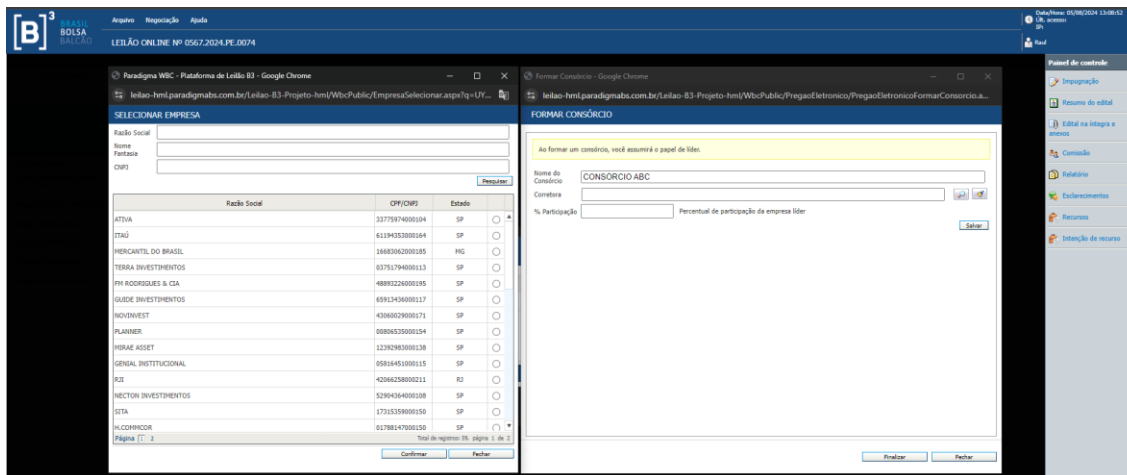 [B]³
BRASIL
BOLSA
BALCÃO
Arquivo Negociação Ajuda
LEILÃO ONLINE Nº 0567.2024.PE.0074
Data/Hora: 05/08/2024 13:08:52
Últ. acesso:
IP:
Raul
Paradigma WBC - Plataforma de Leilão B3 - Google Chrome
leilao-hml.paradigmabs.com.br/Leilao-B3-Projeto-hml/WbcPublic/EmpresaSelecionar.aspx?q=UY...
SELECIONAR EMPRESA
Razão Social
Nome
Fantasia
CNPJ
Pesquisar
Razão Social CPF/CNPJ Estado
ATIVA 33775974000104 SP
ITAÚ 61194353000164 SP
MERCANTIL DO BRASIL 16683062000185 MG
TERRA INVESTIMENTOS 03751794000113 SP
FM RODRIGUES & CIA 48893226000195 SP
GUIDE INVESTIMENTOS 65913436000117 SP
NOVINVEST 43060029000171 SP
PLANNER 00806535000154 SP
MIRAE ASSET 12392983000138 SP
GENIAL INSTITUCIONAL 05816451000115 SP
RJI 42066258000211 RJ
NECTON INVESTIMENTOS 52904364000108 SP
SITA 17315359000150 SP
H.COMMCOR 01788147000150 SP
Página 1 2 Total de registros: 39, página 1 de 2
Confirmar Fechar
Formar Consórcio - Google Chrome
leilao-hml.paradigmabs.com.br/Leilao-B3-Projeto-hml/WbcPublic/PregaoEletronico/PregaoEletronicoFormarConsorcio.a...
FORMAR CONSÓRCIO
Ao formar um consórcio, você assumirá o papel de líder.
Nome do
Consórcio CONSORCIO ABC
Corretora
% Participação Percentual de participação da empresa líder
Salvar
Finalizar Fechar
Painel de controle
Impugnação
Resumo do edital
Edital na íntegra e
anexos
Comissão
Relatório
Esclarecimentos
Recursos
Intenção de recurso